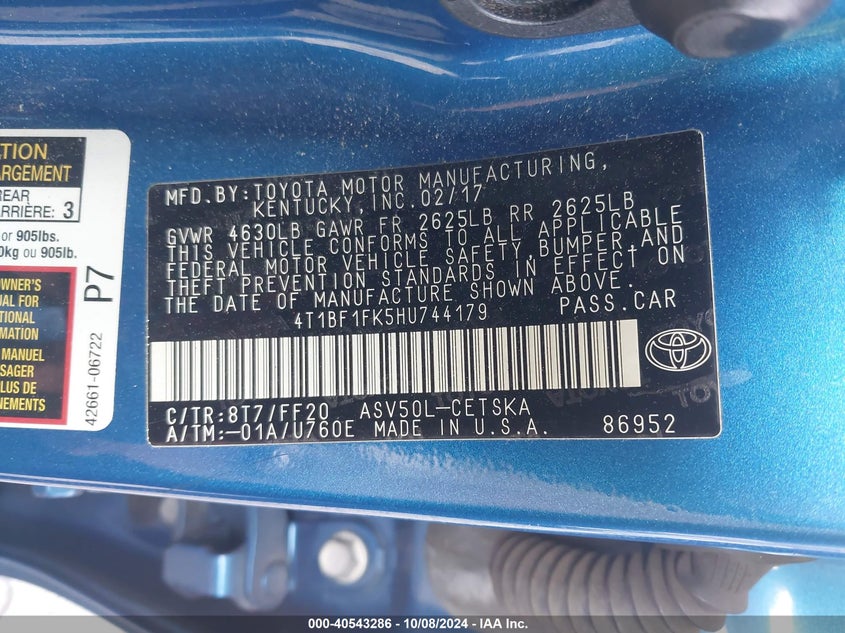 TION
ARGEMENT
REAR
ARRIÈRE: 3
or 905lbs.
0kg ou 905lb.
OWNER'S
UAL FOR
TIONAL
RMATION
MANUEL
SAGER
PLUS DE
NEMENTS.
P7
42661-06722
MFD.BY:TOYOTA MOTOR MANUFACTURING,
KENTUCKY,INC.02/17
GVWR 4630LB GAWR FR 2625LB RR 2625LB
THIS VEHICLE CONFORMS TO ALL APPLICABLE
FEDERAL MOTOR VEHICLE SAFETY,BUMPER,AND
THEFT PREVENTION STANDARDS IN EFFECT ON
THE DATE OF MANUFACTURE SHOWN ABOVE.
4T1BF1FK5HU744179 PASS.CAR
C/TR:8T7/FF20 ASV50L-CETSKA
A/TM:-01A/U760E MADE IN U.S.A. 86952
000-40543286 - 10/08/2024 - IAA Inc.